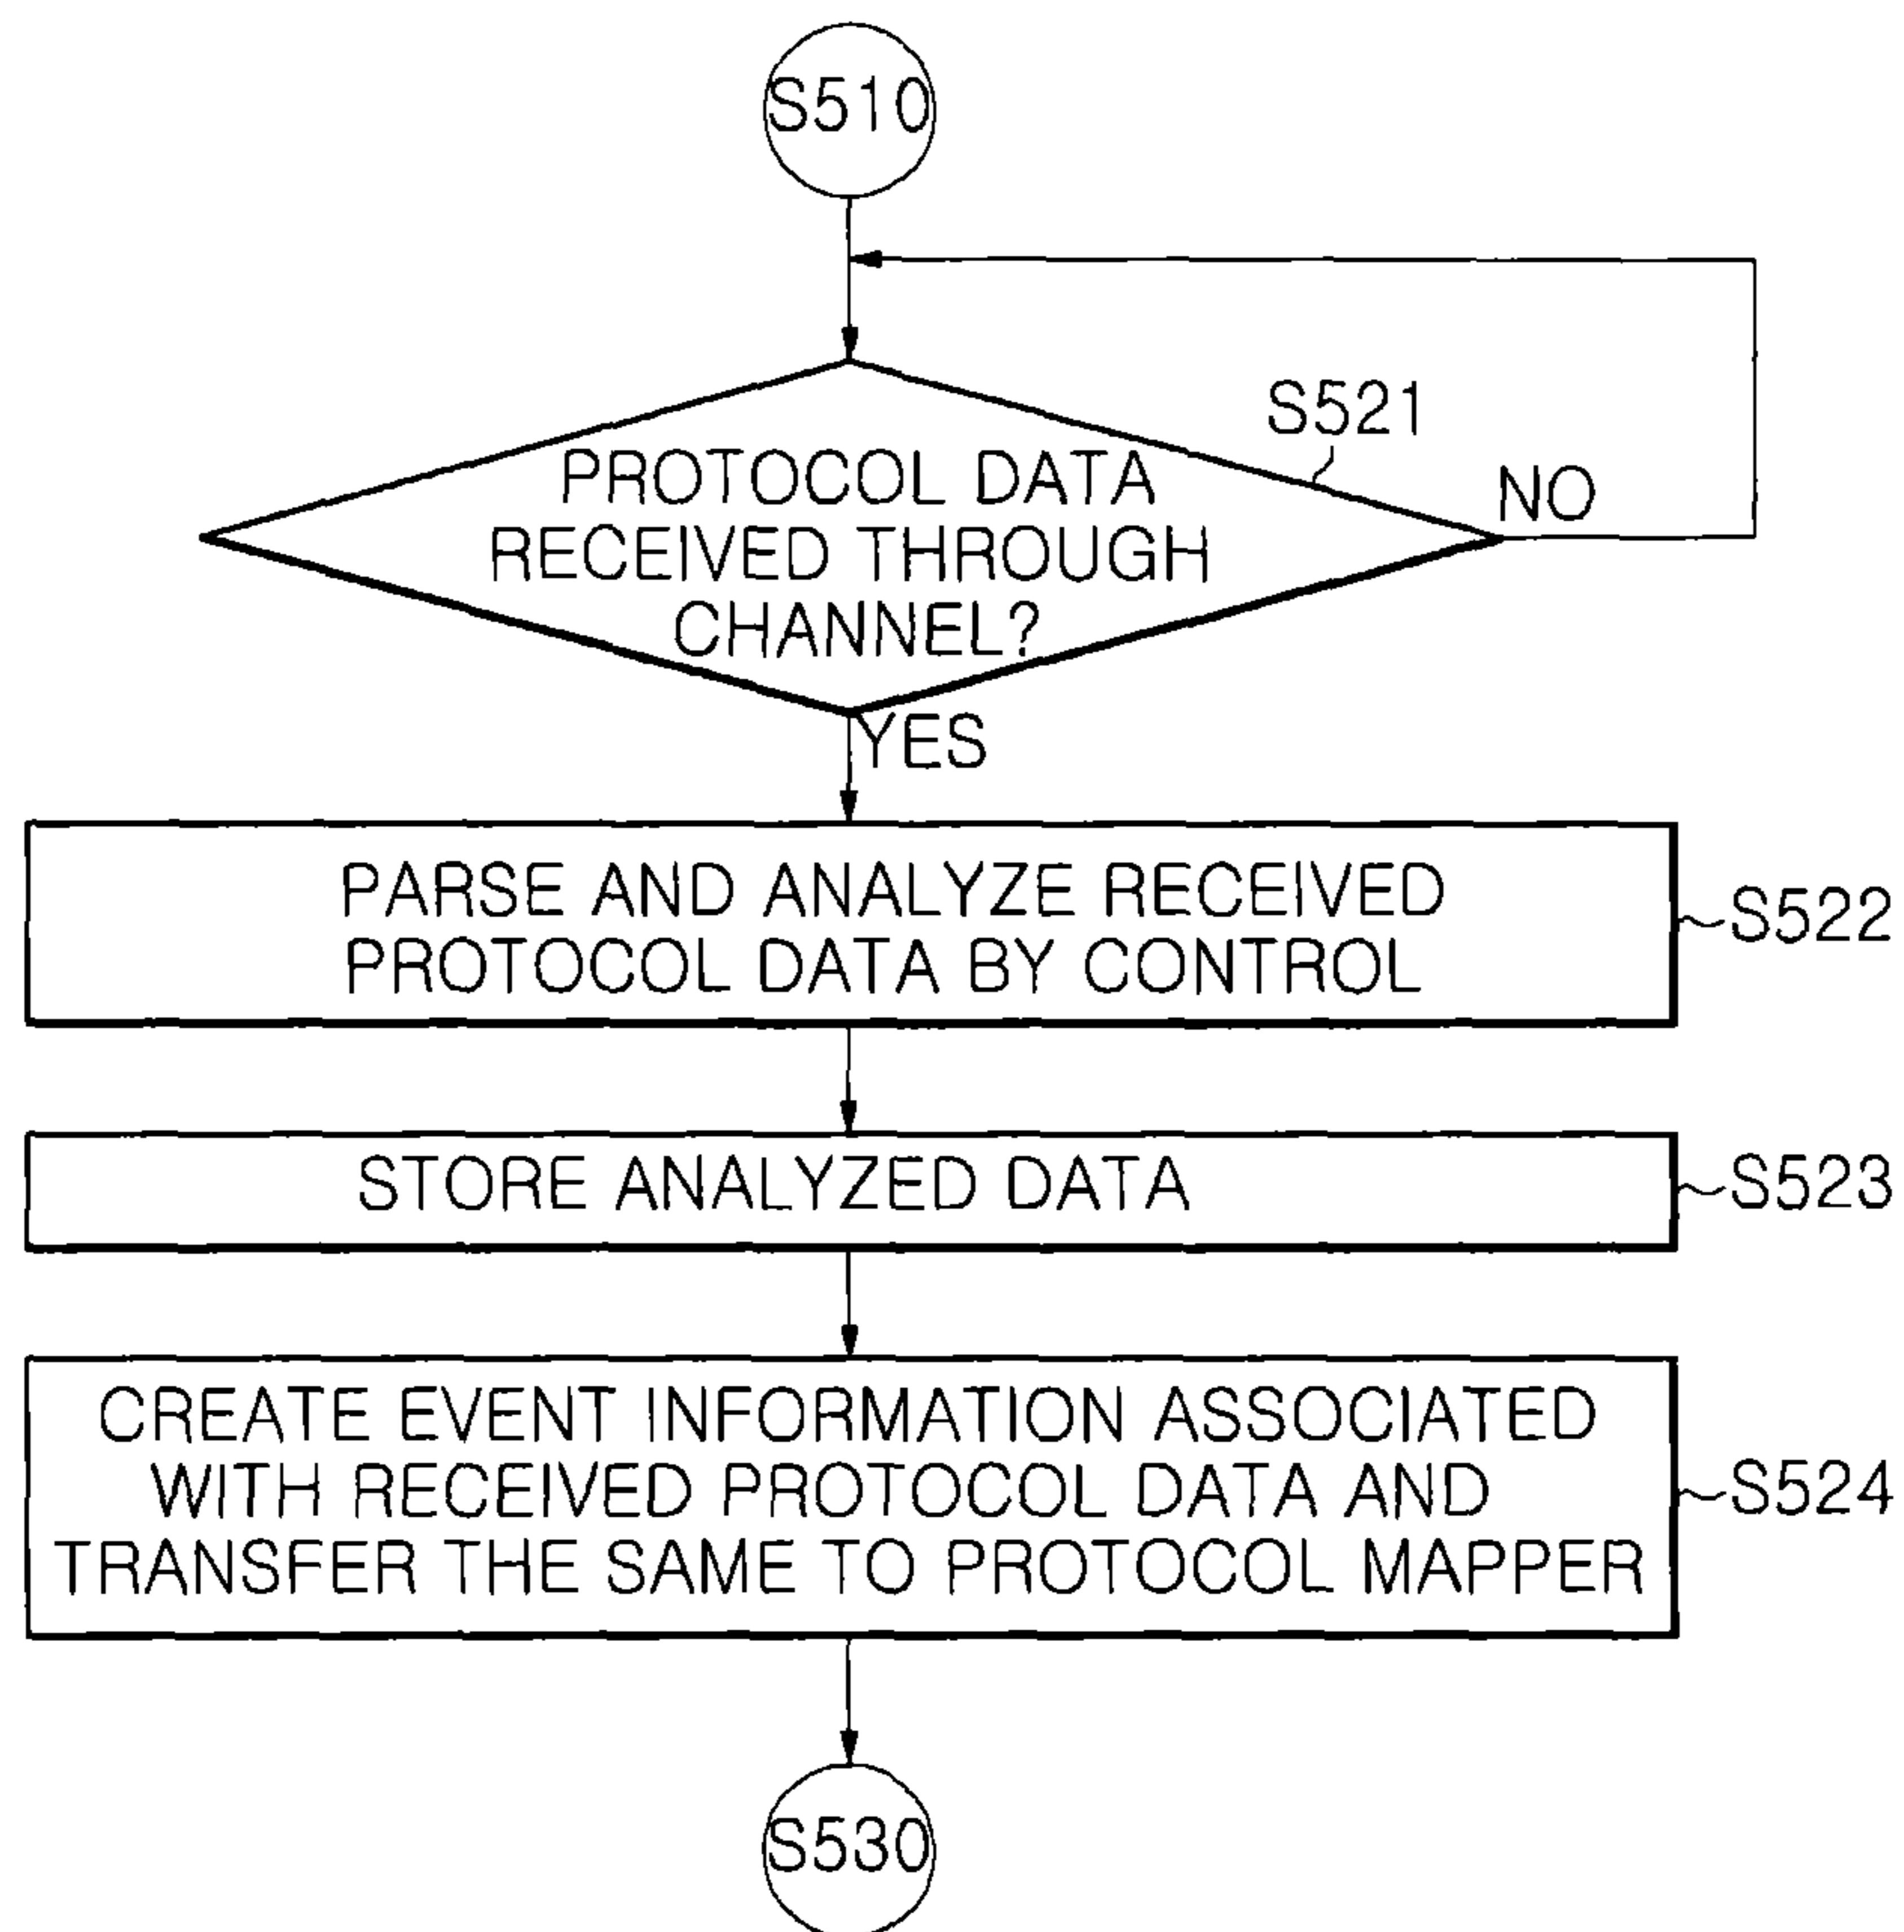 S510
S521
PROTOCOL DATA
RECEIVED THROUGH
CHANNEL?
NO
YES
PARSE AND ANALYZE RECEIVED
PROTOCOL DATA BY CONTROL
S522
STORE ANALYZED DATA
S523
CREATE EVENT INFORMATION ASSOCIATED
WITH RECEIVED PROTOCOL DATA AND
TRANSFER THE SAME TO PROTOCOL MAPPER
S524
S530